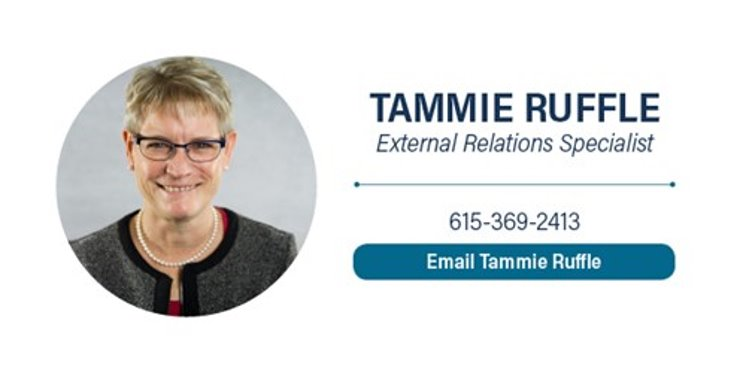 TAMMIE RUFFLE
External Relations Specialist
615-369-2413
Email Tammie Ruffle